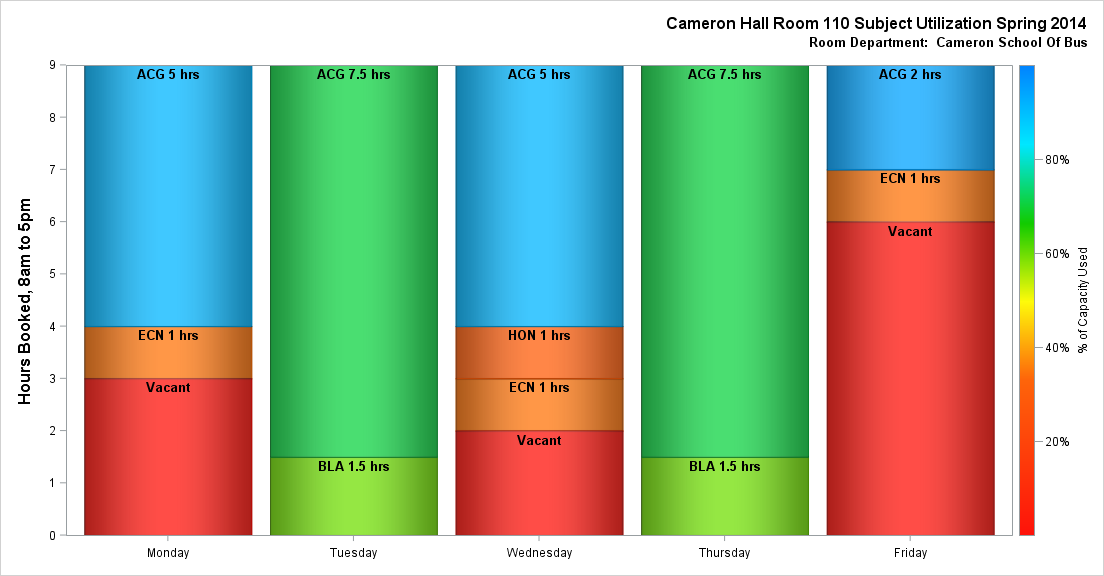 Cameron Hall Room 110 Subject Utilization Spring 2014
Room Department:  Cameron School Of Bus
Hours Booked, 8am to 5pm
9
8
7
6
5
4
3
2
1
0
ACG 5 hrs
ECN 1 hrs
Vacant
ACG 7.5 hrs
BLA 1.5 hrs
ACG 5 hrs
HON 1 hrs
ECN 1 hrs
Vacant
ACG 7.5 hrs
BLA 1.5 hrs
ACG 2 hrs
ECN 1 hrs
Vacant
Monday
Tuesday
Wednesday
Thursday
Friday
80%
60%
40%
20%
% of Capacity Used